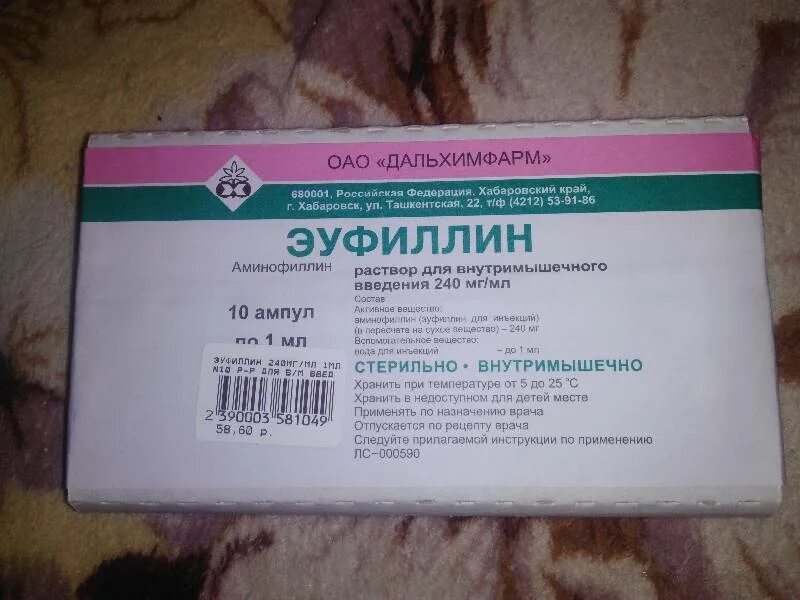 ОАО «ДАЛЬХИМФАРМ»
680001, Российская Федерация. Хабаровский край,
г. Хабаровск, ул. Ташкентская, 22, т/ф (4212) 53-91-86
ЭУФИЛЛИН
Аминофиллин
раствор для внутримышечного
введения 240 мг/мл
10 ампул
по 1 мл
Состав
Активное вещество:
аминофиллин (эуфиллин для инъекций)
(в пересчете на сухое вещество) – 240 мг
Вспомогательное вещество:
вода для инъекций – до 1 мл
СТЕРИЛЬНО • ВНУТРИМЫШЕЧНО
Хранить при температуре от 5 до 25 °С
Хранить в недоступном для детей месте
Применять по назначению врача
Отпускается по рецепту врача
Следуйте прилагаемой инструкции по применению
ЛС–000590
ЭУФИЛЛИН 240МГ/МЛ 1МЛ
N10 Р-Р ДЛЯ В/М ВВЕД
2 390003 581049
58,60 р.